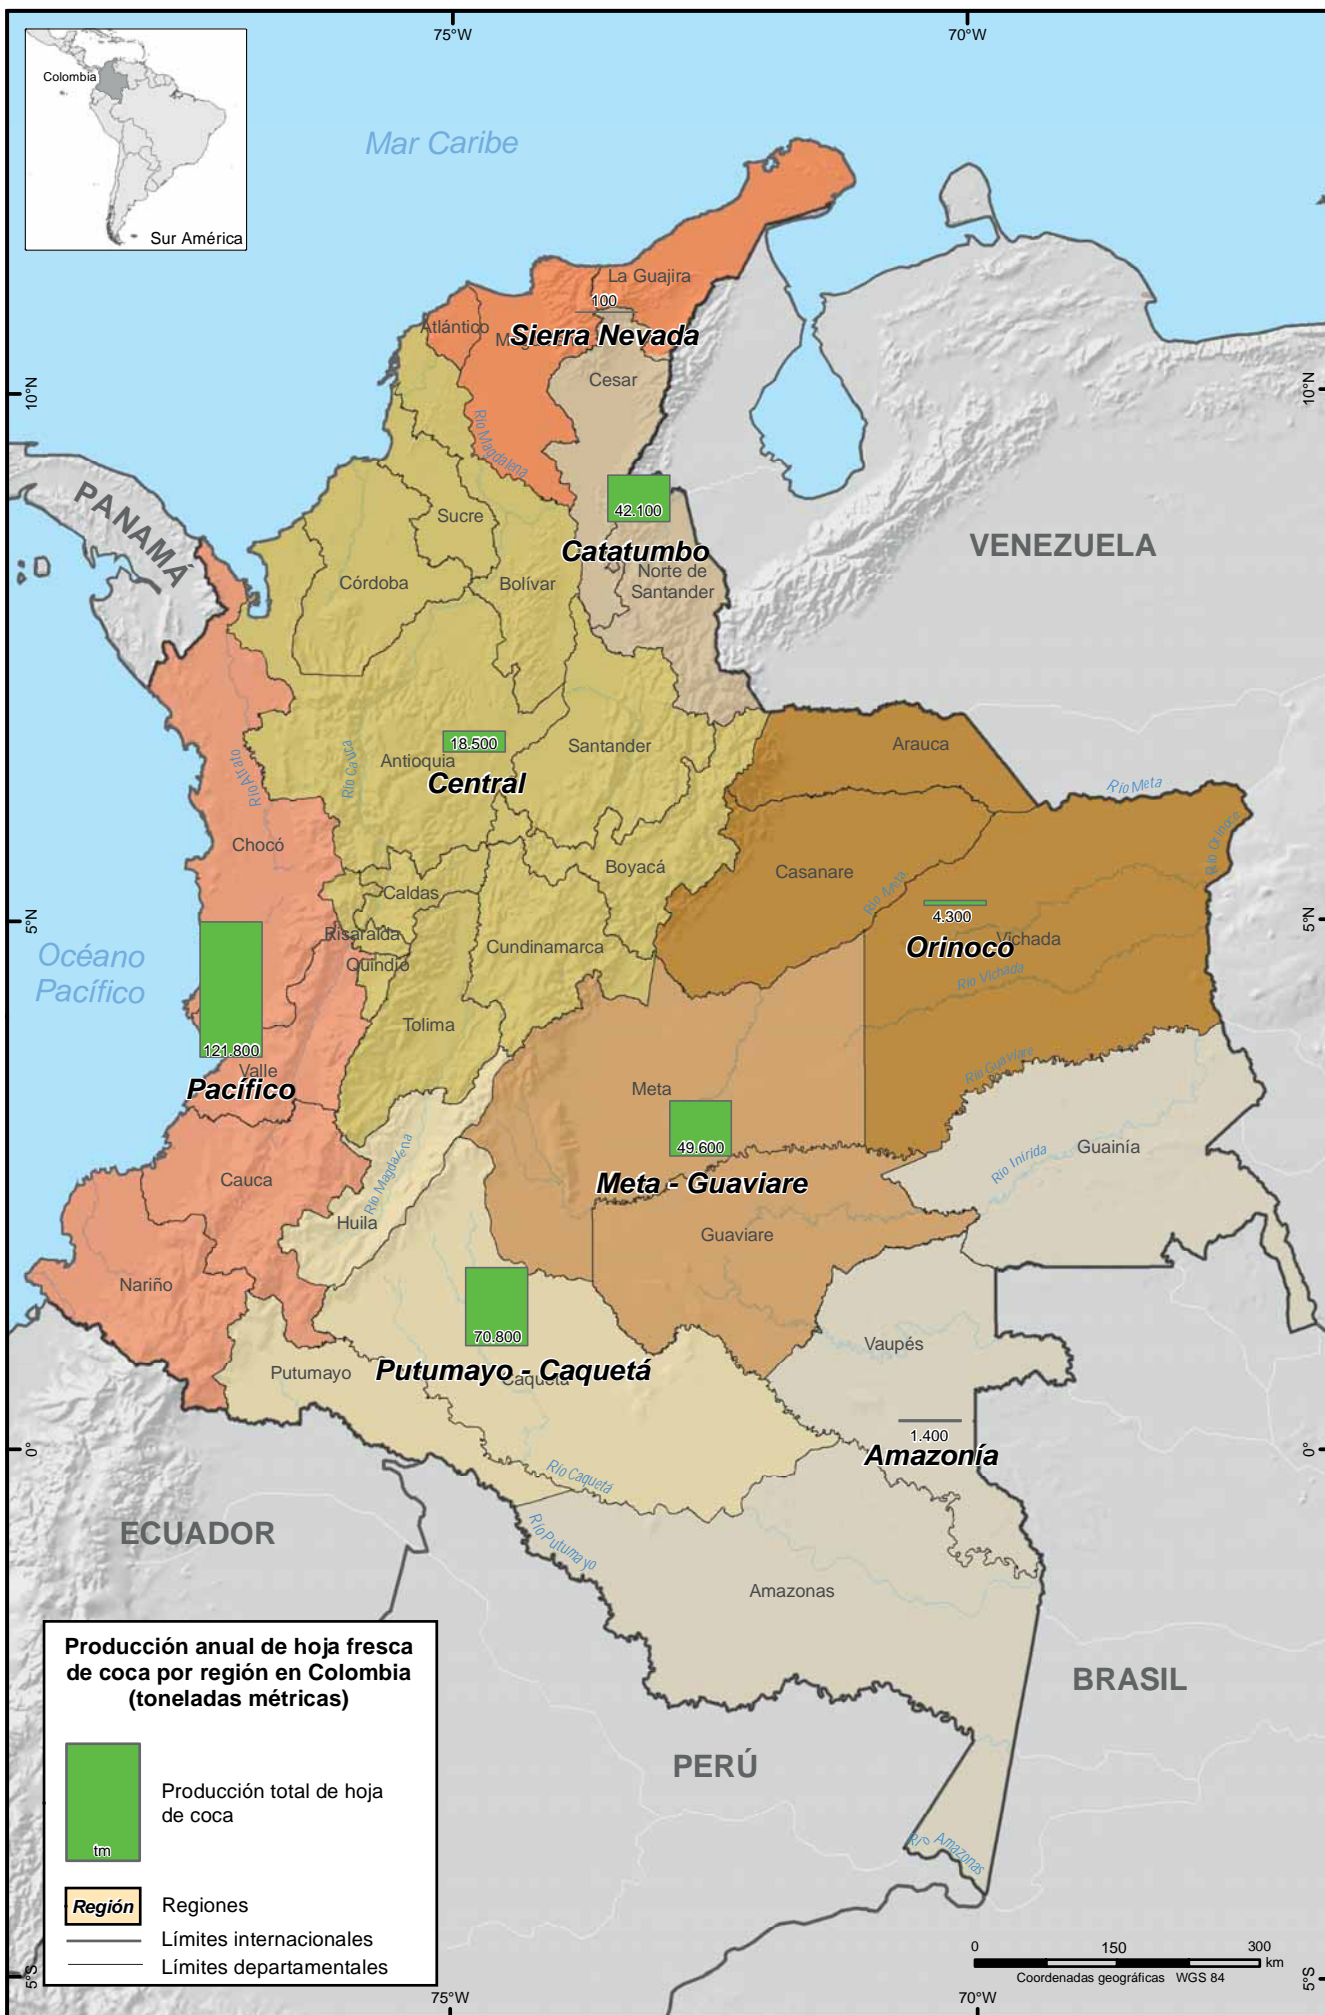 75°W
70°W
Colombia
Sur América
Mar Caribe
La Guajira
100
Atlántico
Sierra Nevada
Cesar
10°N
10°N
Río Magdalena
PANAMÁ
Sucre
42.100
Catatumbo
VENEZUELA
Córdoba
Bolívar
Norte de
Santander
18.500
Antioquia
Central
Santander
Arauca
Río Atrato
Río Cauca
Río Meta
Chocó
Boyacá
Casanare
Río Orinoco
Caldas
4.300
5°N
5°N
Risaralda
Cundinamarca
Orinoco
Vichada
Océano
Pacífico
Quindío
Río Vichada
Tolima
121.800
Valle
Pacífico
Río Guaviare
Meta
49.600
Guainía
Río Inírida
Meta - Guaviare
Cauca
Río Magdalena
Huila
Guaviare
Nariño
70.800
Vaupés
Putumayo
Putumayo - Caquetá
Caquetá
1.400
Amazonía
0°
0°
Río Caquetá
ECUADOR
Río Putumayo
Amazonas
BRASIL
PERÚ
Río Amazonas
Producción anual de hoja fresca
de coca por región en Colombia
(toneladas métricas)
Producción total de hoja
de coca
tm
Región
Regiones
Límites internacionales
Límites departamentales
0 150 300
km
Coordenadas geográficas WGS 84
5°S
5°S
75°W
70°W